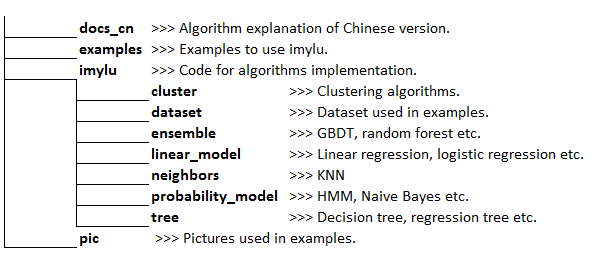 docs_cn >>> Algorithm explanation of Chinese version.
examples >>> Examples to use imylu.
imylu >>> Code for algorithms implementation.
cluster >>> Clustering algorithms.
dataset >>> Dataset used in examples.
ensemble >>> GBDT, random forest etc.
linear_model >>> Linear regression, logistic regression etc.
neighbors >>> KNN
probability_model >>> HMM, Naive Bayes etc.
tree >>> Decision tree, regression tree etc.
pic >>> Pictures used in examples.